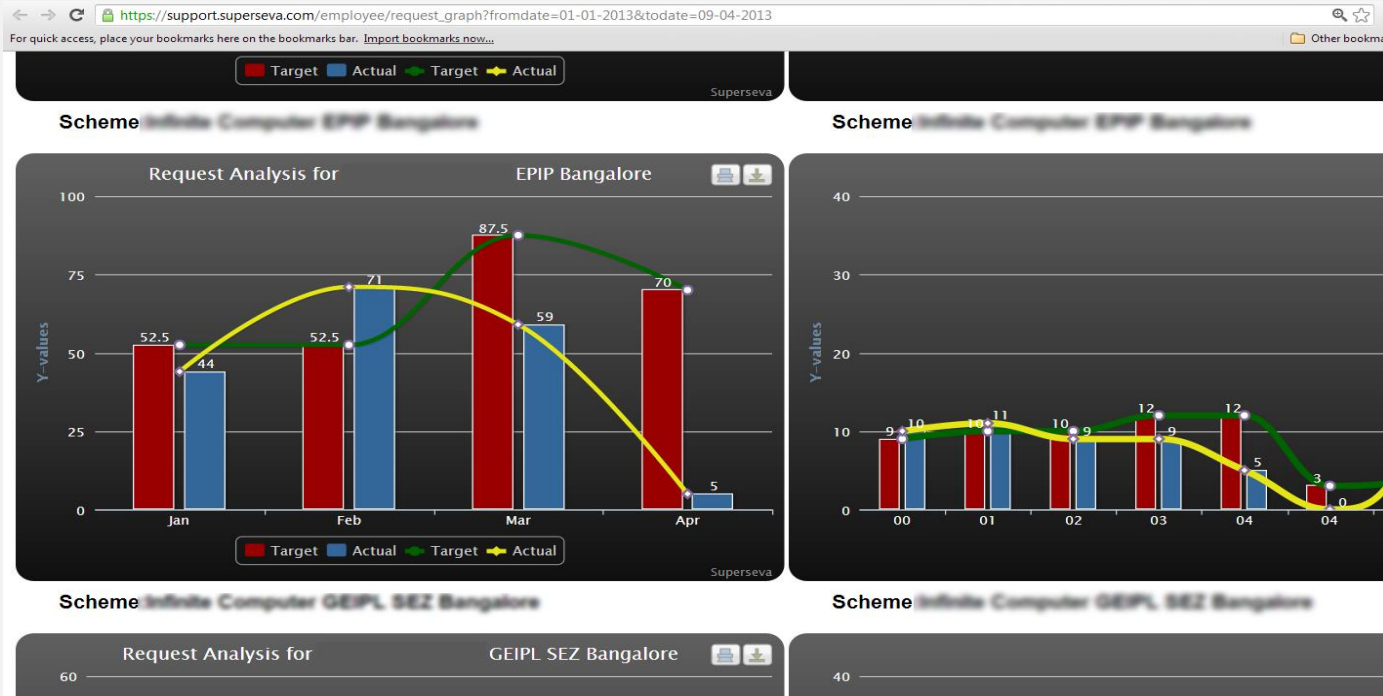 https://support.superseva.com/employee/request_graph?fromdate=01-01-2013&todate=09-04-2013
For quick access, place your bookmarks here on the bookmarks bar. Import bookmarks now...
Other bookma
Target Actual Target Actual
Superseva
Scheme
Scheme
Request Analysis for EPIP Bangalore
100
75
50
25
0
Y-values
52.5
44
52.5
71
87.5
59
70
5
Jan Feb Mar Apr
Target Actual Target Actual
Superseva
40
30
20
10
0
Y-values
9 10
10 11
10 9
12 9
12 5
3 0
00 01 02 03 04 04
Scheme
Scheme
Request Analysis for GEIPL SEZ Bangalore
60
40